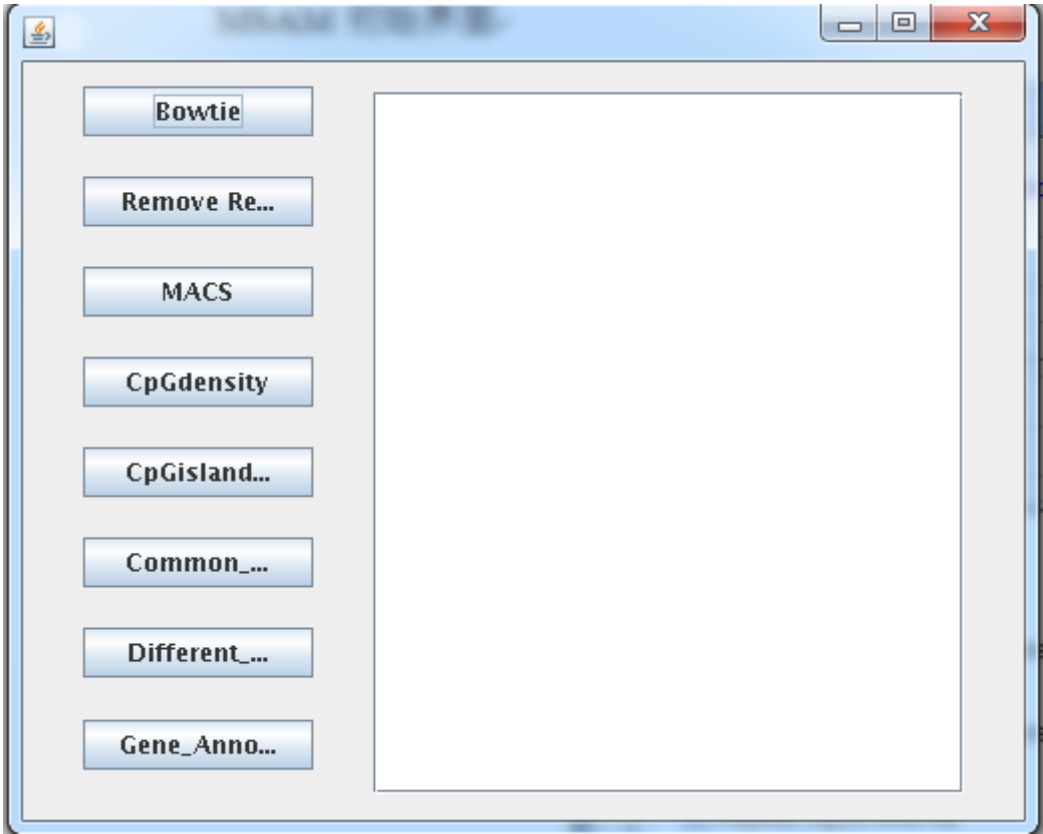 Bowtie
Remove Re...
MACS
CpGdensity
CpGisland...
Common_...
Different_...
Gene_Anno...